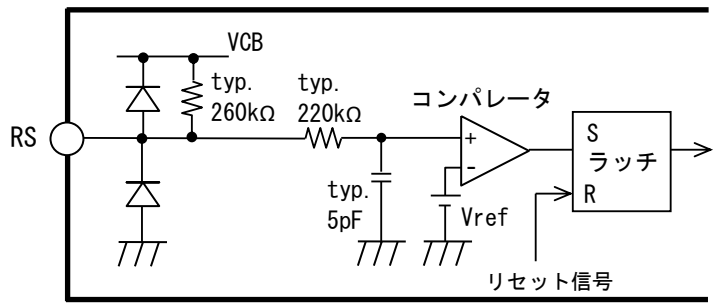 VCB
typ.
260kΩ
typ.
220kΩ
コンパレータ
RS
+
-
S
ラッチ
R
typ.
5pF
Vref
リセット信号